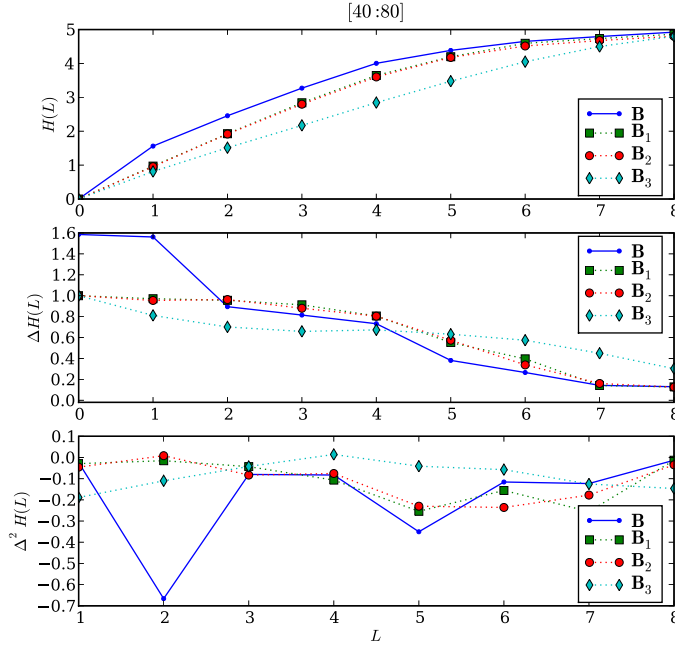 [40:80]
5
4
3
2
1
0
H(L)
0 1 2 3 4 5 6 7 8
B
B₁
B₂
B₃
1.6
1.4
1.2
1.0
0.8
0.6
0.4
0.2
0.0
ΔH(L)
0 1 2 3 4 5 6 7 8
B
B₁
B₂
B₃
0.1
0.0
−0.1
−0.2
−0.3
−0.4
−0.5
−0.6
−0.7
Δ² H(L)
1 2 3 4 5 6 7 8
L
B
B₁
B₂
B₃